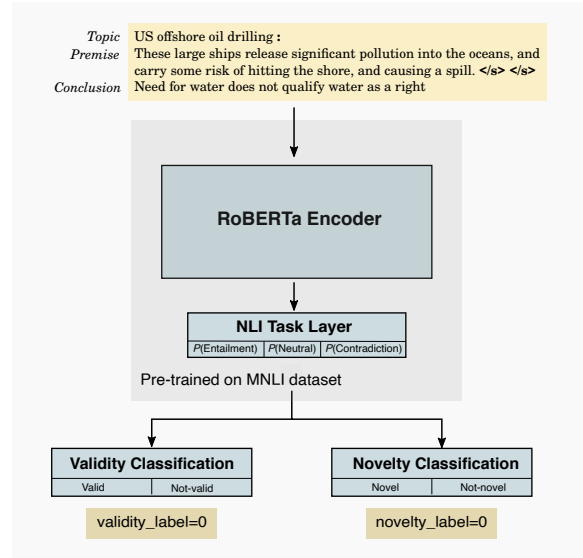 Topic US offshore oil drilling :
Premise These large ships release significant pollution into the oceans, and
carry some risk of hitting the shore, and causing a spill. </s> </s>
Conclusion Need for water does not qualify water as a right
RoBERTa Encoder
NLI Task Layer
P(Entailment) P(Neutral) P(Contradiction)
Pre-trained on MNLI dataset
Validity Classification
Valid Not-valid
validity_label=0
Novelty Classification
Novel Not-novel
novelty_label=0